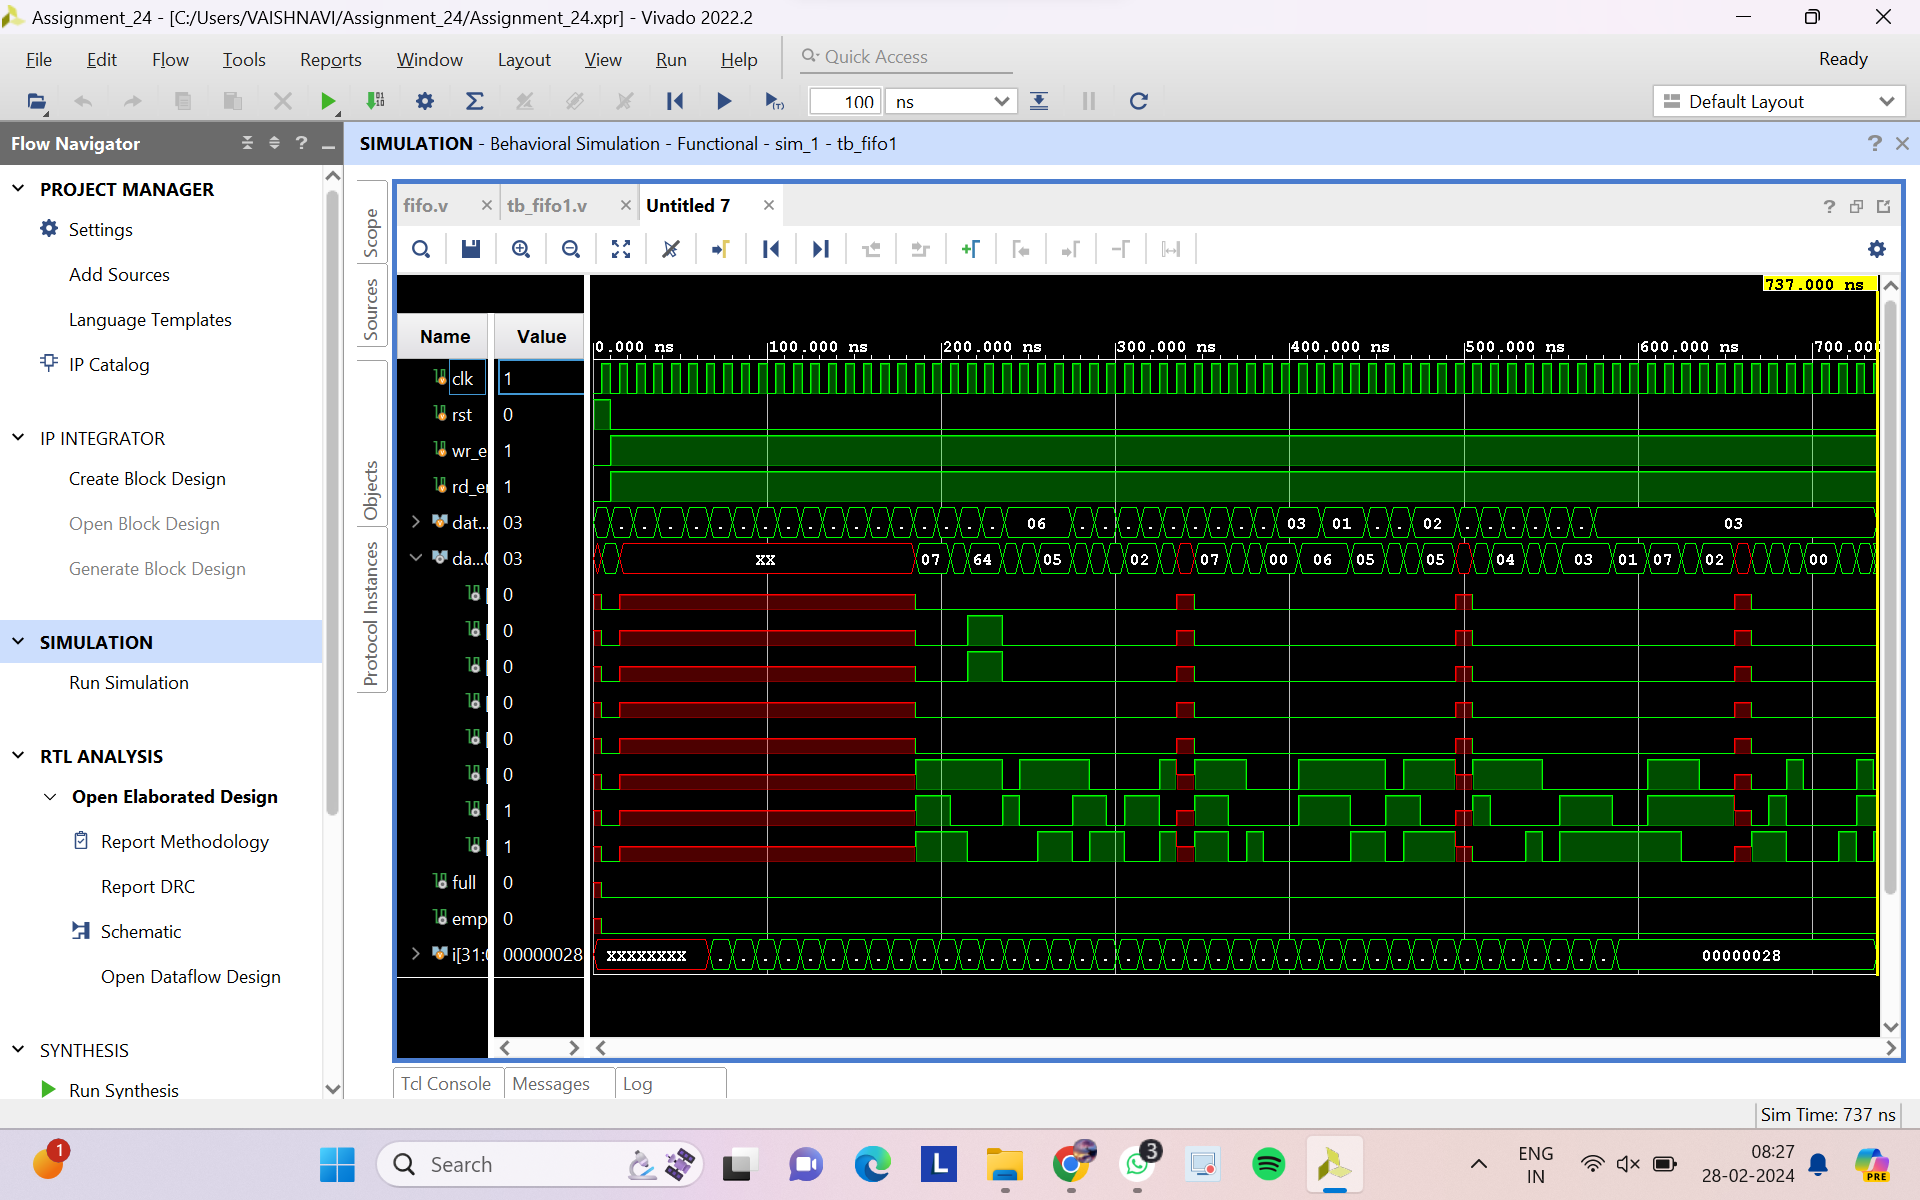 Assignment_24 - [C:/Users/VAISHNAVI/Assignment_24/Assignment_24.xpr] - Vivado 2022.2
File Edit Flow Tools Reports Window Layout View Run Help
Quick Access
Ready
100 ns
Default Layout
Flow Navigator
SIMULATION - Behavioral Simulation - Functional - sim_1 - tb_fifo1
PROJECT MANAGER
Settings
Add Sources
Language Templates
IP Catalog
IP INTEGRATOR
Create Block Design
Open Block Design
Generate Block Design
SIMULATION
Run Simulation
RTL ANALYSIS
Open Elaborated Design
Report Methodology
Report DRC
Schematic
Open Dataflow Design
SYNTHESIS
Run Synthesis
Scope
Sources
Objects
Protocol Instances
fifo.v
tb_fifo1.v
Untitled 7
737.000 ns
Name Value
0.000 ns 100.000 ns 200.000 ns 300.000 ns 400.000 ns 500.000 ns 600.000 ns 700.00
clk 1
rst 0
wr_e 1
rd_e 1
dat... 03 06 03 01 02 03
da...0 03 XX 07 64 05 02 07 00 06 05 05 04 03 01 07 02 00
0
0
0
0
0
0
1
1
full 0
emp 0
i[31:0 00000028 XXXXXXXX 00000028
Tcl Console Messages Log
Sim Time: 737 ns
1
Search
L
3
PRE
ENG
IN
08:27
28-02-2024